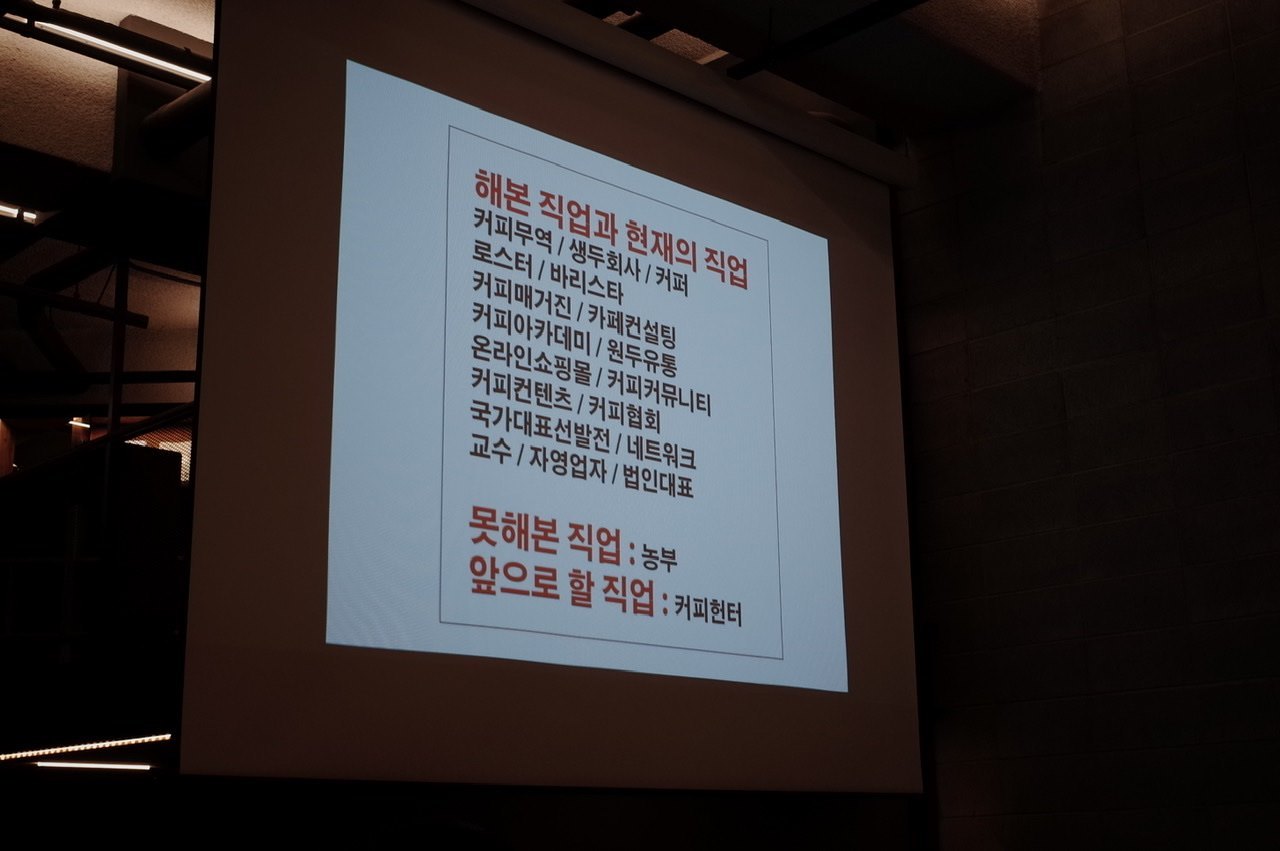 해본 직업과 현재의 직업
커피무역 / 생두회사 / 커퍼
로스터 / 바리스타
커피매거진 / 카페컨설팅
커피아카데미 / 원두유통
온라인쇼핑몰 / 커피커뮤니티
커피컨텐츠 / 커피협회
국가대표선발전 / 네트워크
교수 / 자영업자 / 법인대표
못해본 직업 : 농부
앞으로 할 직업 : 커피헌터